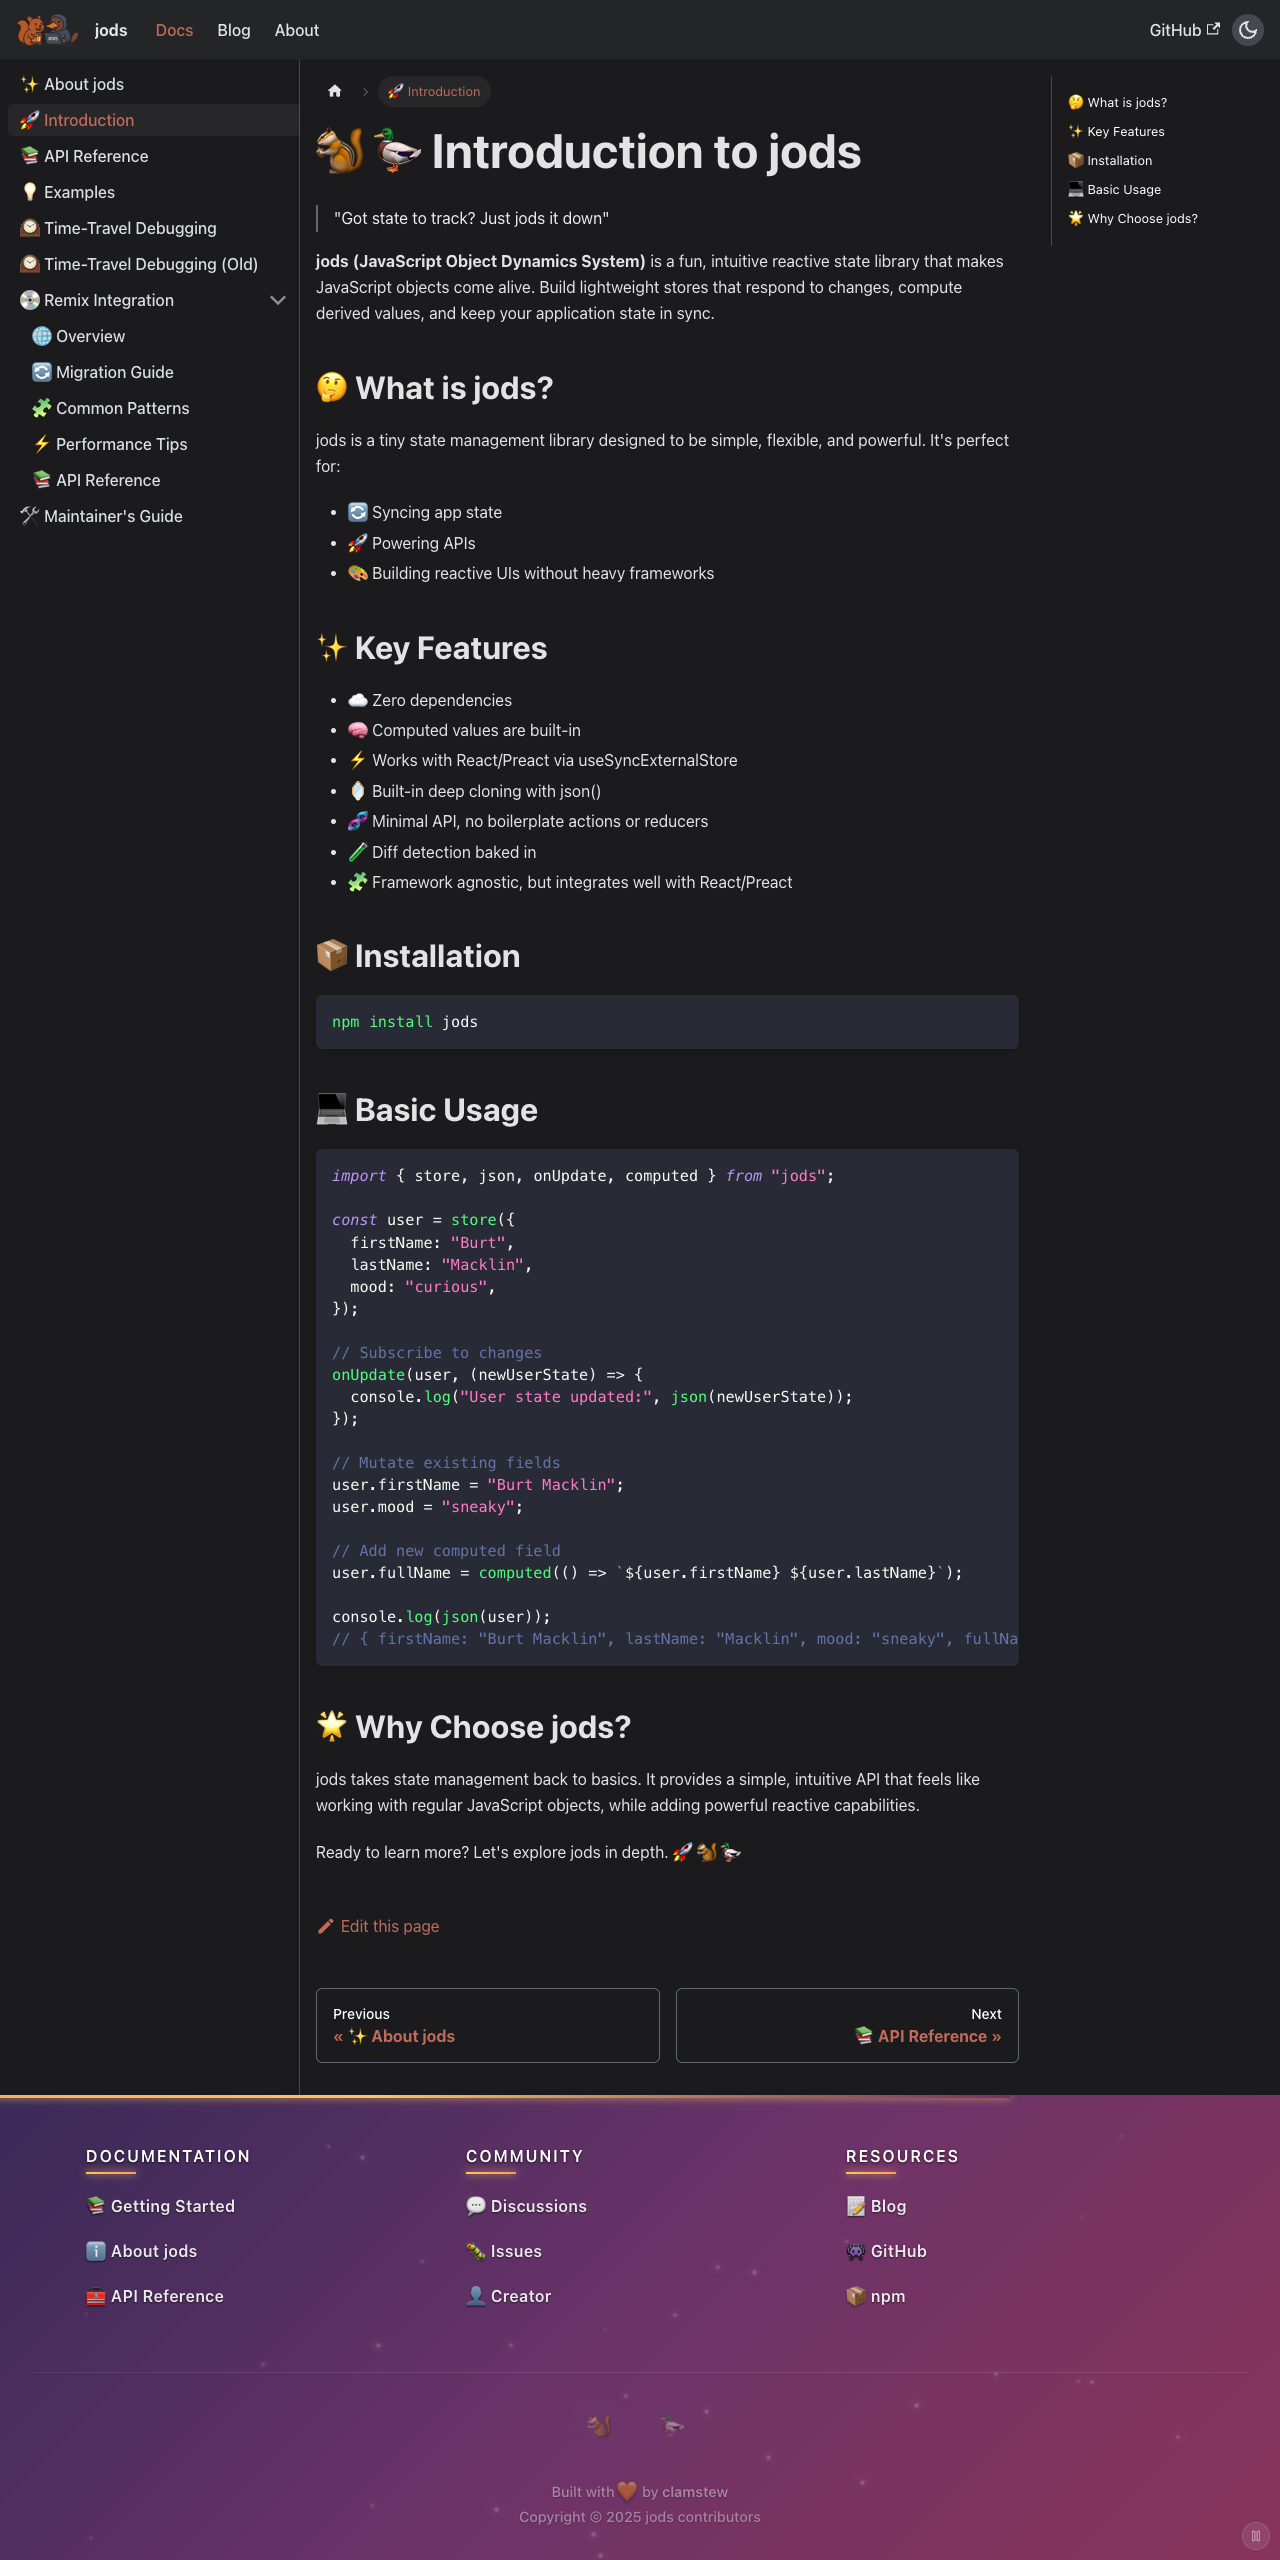 jods
Docs
Blog
About
GitHub
About jods
Introduction
API Reference
Examples
Time-Travel Debugging
Time-Travel Debugging (Old)
Remix Integration
Overview
Migration Guide
Common Patterns
Performance Tips
API Reference
Maintainer's Guide
Introduction
Introduction to jods
"Got state to track? Just jods it down"
jods (JavaScript Object Dynamics System) is a fun, intuitive reactive state library that makes
JavaScript objects come alive. Build lightweight stores that respond to changes, compute
derived values, and keep your application state in sync.
What is jods?
jods is a tiny state management library designed to be simple, flexible, and powerful. It's perfect
for:
Syncing app state
Powering APIs
Building reactive UIs without heavy frameworks
Key Features
Zero dependencies
Computed values are built-in
Works with React/Preact via useSyncExternalStore
Built-in deep cloning with json()
Minimal API, no boilerplate actions or reducers
Diff detection baked in
Framework agnostic, but integrates well with React/Preact
Installation
npm install jods
Basic Usage
import { store, json, onUpdate, computed } from "jods";
const user = store({
firstName: "Burt",
lastName: "Macklin",
mood: "curious",
});
// Subscribe to changes
onUpdate(user, (newUserState) => {
console.log("User state updated:", json(newUserState));
});
// Mutate existing fields
user.firstName = "Burt Macklin";
user.mood = "sneaky";
// Add new computed field
user.fullName = computed(() => `${user.firstName} ${user.lastName}`);
console.log(json(user));
// { firstName: "Burt Macklin", lastName: "Macklin", mood: "sneaky", fullNa
Why Choose jods?
jods takes state management back to basics. It provides a simple, intuitive API that feels like
working with regular JavaScript objects, while adding powerful reactive capabilities.
Ready to learn more? Let's explore jods in depth.
Edit this page
Previous
« About jods
Next
API Reference »
What is jods?
Key Features
Installation
Basic Usage
Why Choose jods?
DOCUMENTATION
Getting Started
About jods
API Reference
COMMUNITY
Discussions
Issues
Creator
RESOURCES
Blog
GitHub
npm
Built with by clamstew
Copyright © 2025 jods contributors